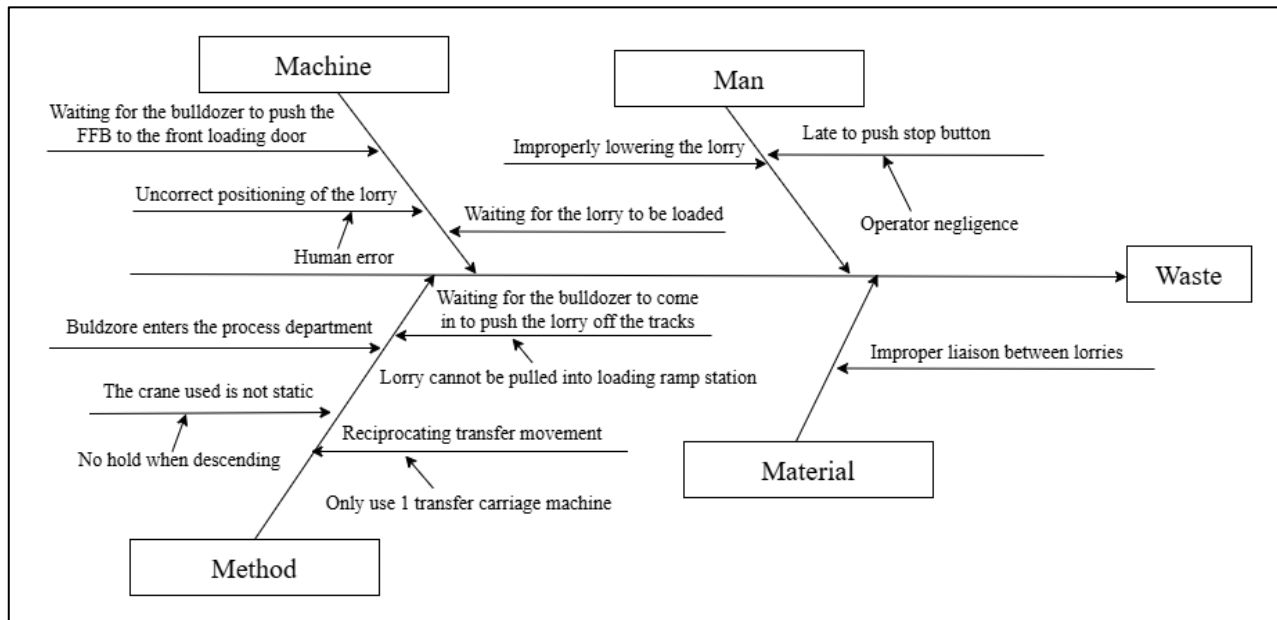 Machine
Man
Waiting for the bulldozer to push the
FFB to the front loading door
Improperly lowering the lorry
Late to push stop button
Uncorrect positioning of the lorry
Waiting for the lorry to be loaded
Operator negligence
Human error
Waste
Waiting for the bulldozer to come
in to push the lorry off the tracks
Buldzore enters the process department
Improper liaison between lorries
Lorry cannot be pulled into loading ramp station
The crane used is not static
Reciprocating transfer movement
No hold when descending
Material
Only use 1 transfer carriage machine
Method